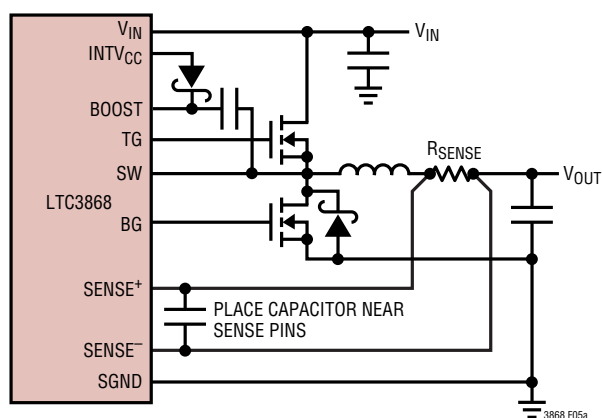 V_IN
INTV_CC
BOOST
TG
SW
LTC3868
BG
SENSE⁺
SENSE⁻
SGND
V_IN
R_SENSE
V_OUT
PLACE CAPACITOR NEAR
SENSE PINS
3868 F05a